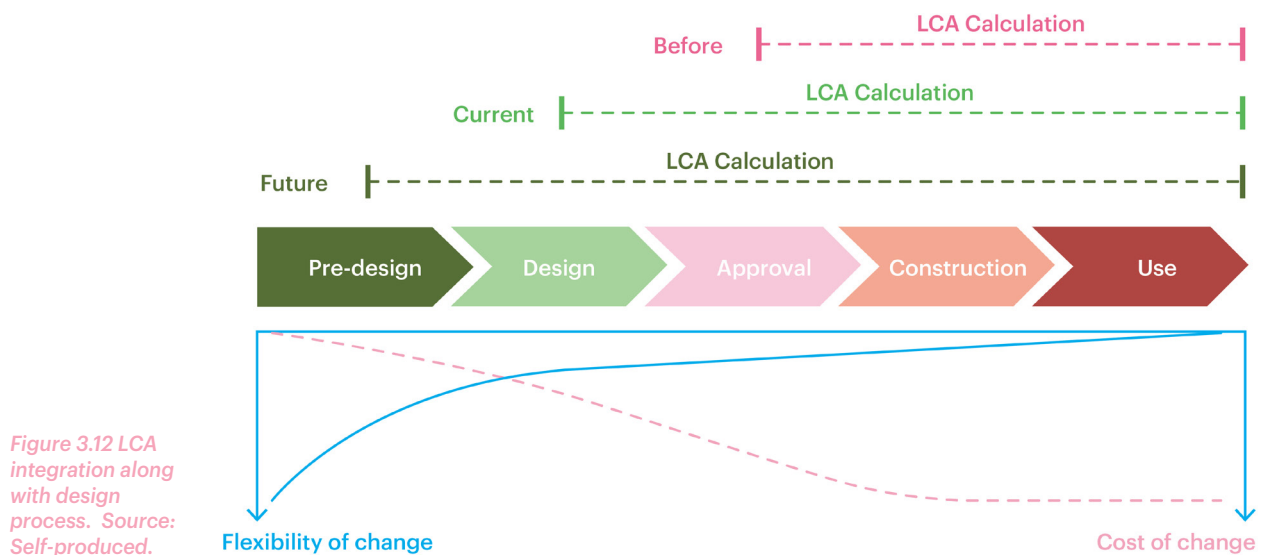 LCA Calculation
Before
LCA Calculation
Current
LCA Calculation
Future
Pre-design
Design
Approval
Construction
Use
Figure 3.12 LCA
integration along
with design
process. Source:
Self-produced.
Flexibility of change
Cost of change